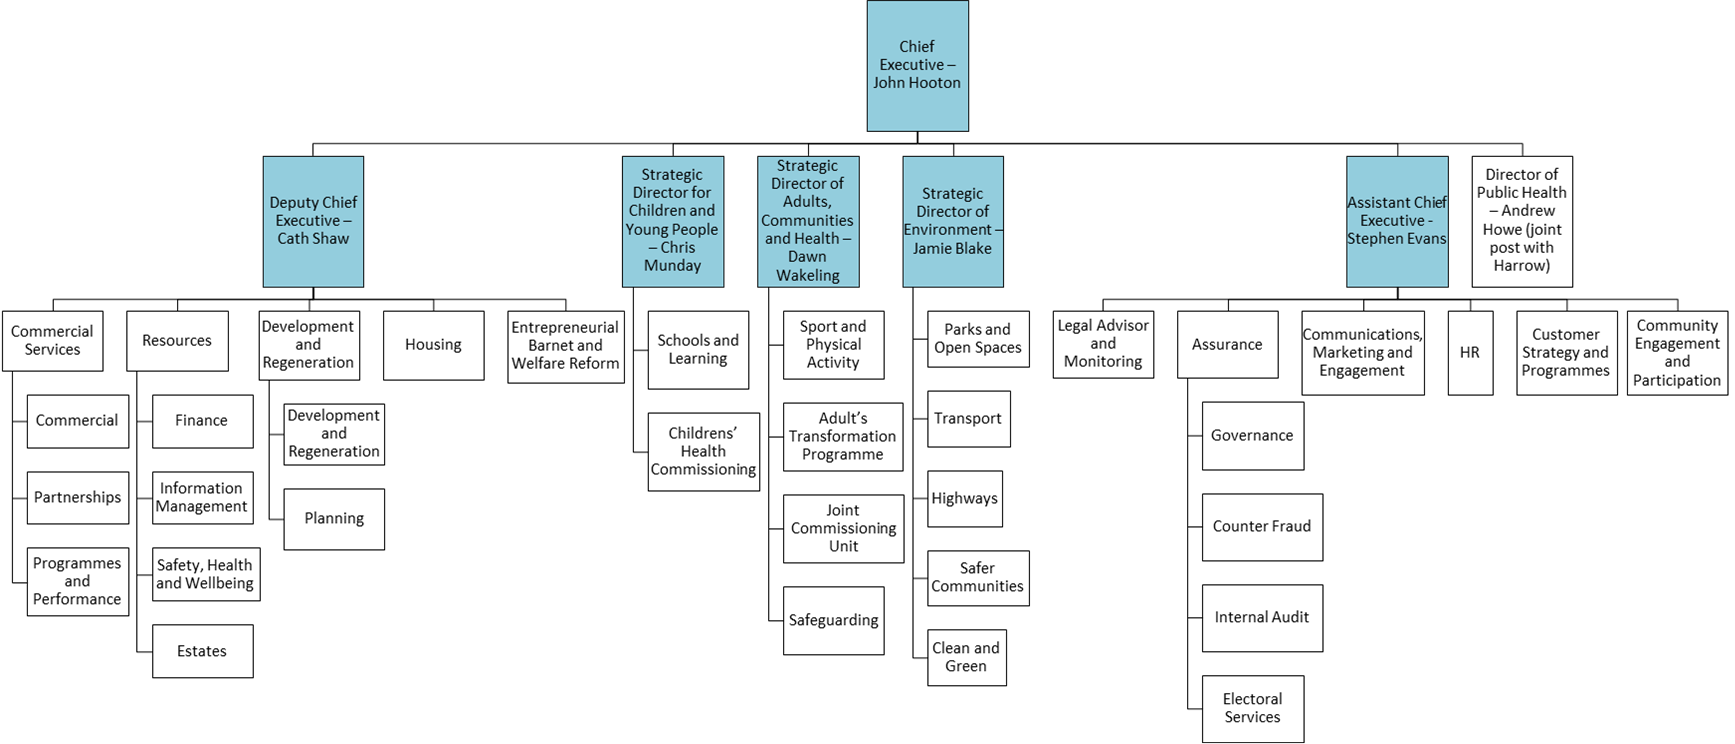 Chief
Executive –
John Hooton
Deputy Chief
Executive –
Cath Shaw
Strategic
Director for
Children and
Young People
– Chris
Munday
Strategic
Director of
Adults,
Communities
and Health –
Dawn
Wakeling
Strategic
Director of
Environment –
Jamie Blake
Assistant Chief
Executive -
Stephen Evans
Director of
Public Health
– Andrew
Howe (joint
post with
Harrow)
Commercial
Services
Commercial
Partnerships
Programmes
and
Performance
Resources
Finance
Information
Management
Safety, Health
and Wellbeing
Estates
Development
and
Regeneration
Development
and
Regeneration
Planning
Housing
Entrepreneurial
Barnet and
Welfare Reform
Schools and
Learning
Childrens’
Health
Commissioning
Sport and
Physical
Activity
Adult’s
Transformation
Programme
Joint
Commissioning
Unit
Safeguarding
Parks and
Open Spaces
Transport
Highways
Safer
Communities
Clean and
Green
Legal Advisor
and
Monitoring
Assurance
Governance
Counter Fraud
Internal Audit
Electoral
Services
Communications,
Marketing and
Engagement
HR
Customer
Strategy and
Programmes
Community
Engagement
and
Participation